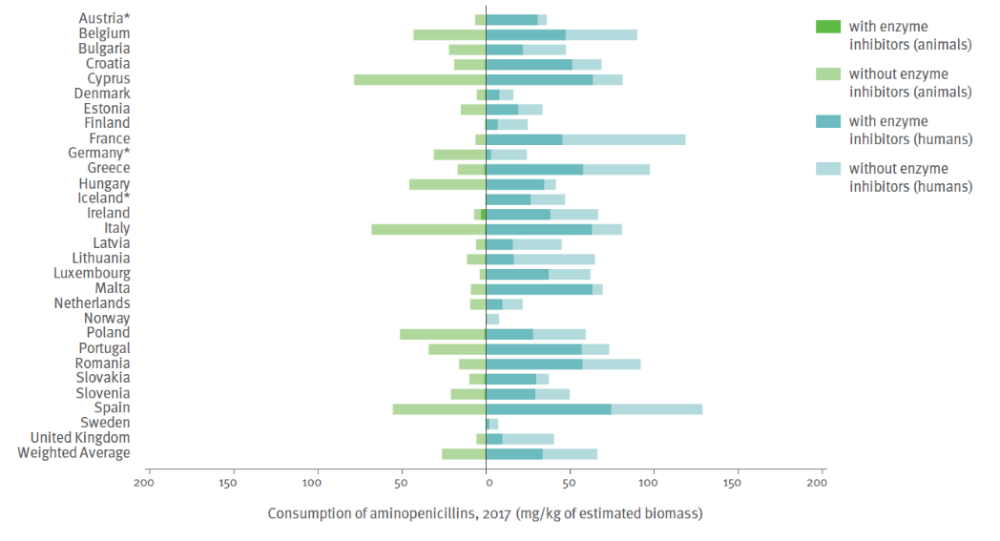 Austria*
Belgium
Bulgaria
Croatia
Cyprus
Denmark
Estonia
Finland
France
Germany*
Greece
Hungary
Iceland*
Ireland
Italy
Latvia
Lithuania
Luxembourg
Malta
Netherlands
Norway
Poland
Portugal
Romania
Slovakia
Slovenia
Spain
Sweden
United Kingdom
Weighted Average
200 150 100 50 0 50 100 150 200
Consumption of aminopenicillins, 2017 (mg/kg of estimated biomass)
with enzyme
inhibitors (animals)
without enzyme
inhibitors (animals)
with enzyme
inhibitors (humans)
without enzyme
inhibitors (humans)